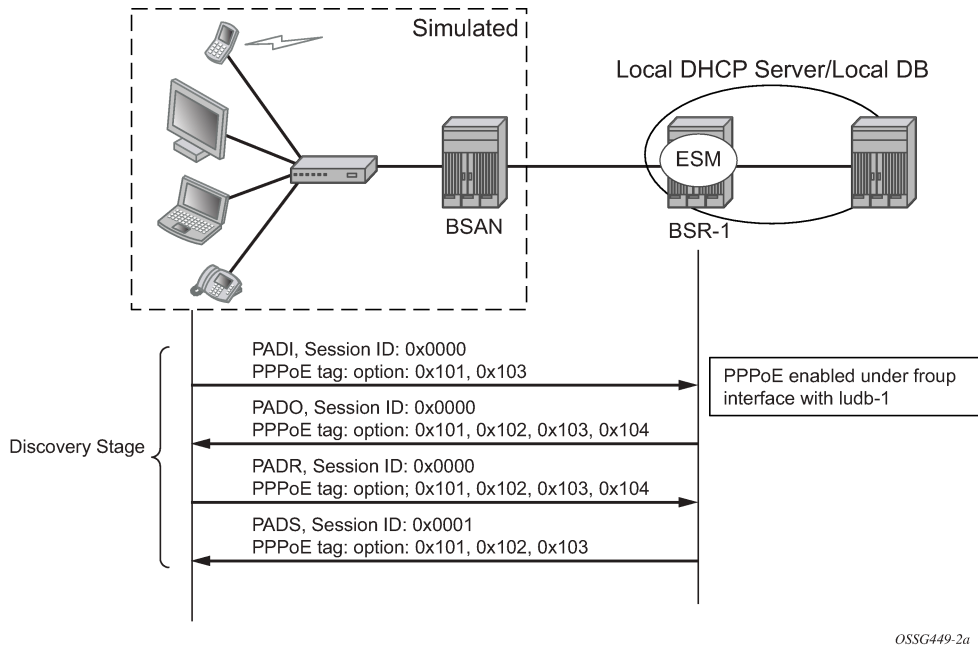 Simulated
Local DHCP Server/Local DB
ESM
BSAN
BSR-1
PADI, Session ID: 0x0000
PPPoE tag: option: 0x101, 0x103
PPPoE enabled under froup
interface with ludb-1
PADO, Session ID: 0x0000
PPPoE tag: option: 0x101, 0x102, 0x103, 0x104
Discovery Stage
PADR, Session ID: 0x0000
PPPoE tag: option; 0x101, 0x102, 0x103, 0x104
PADS, Session ID: 0x0001
PPPoE tag: option: 0x101, 0x102, 0x103
OSSG449-2a